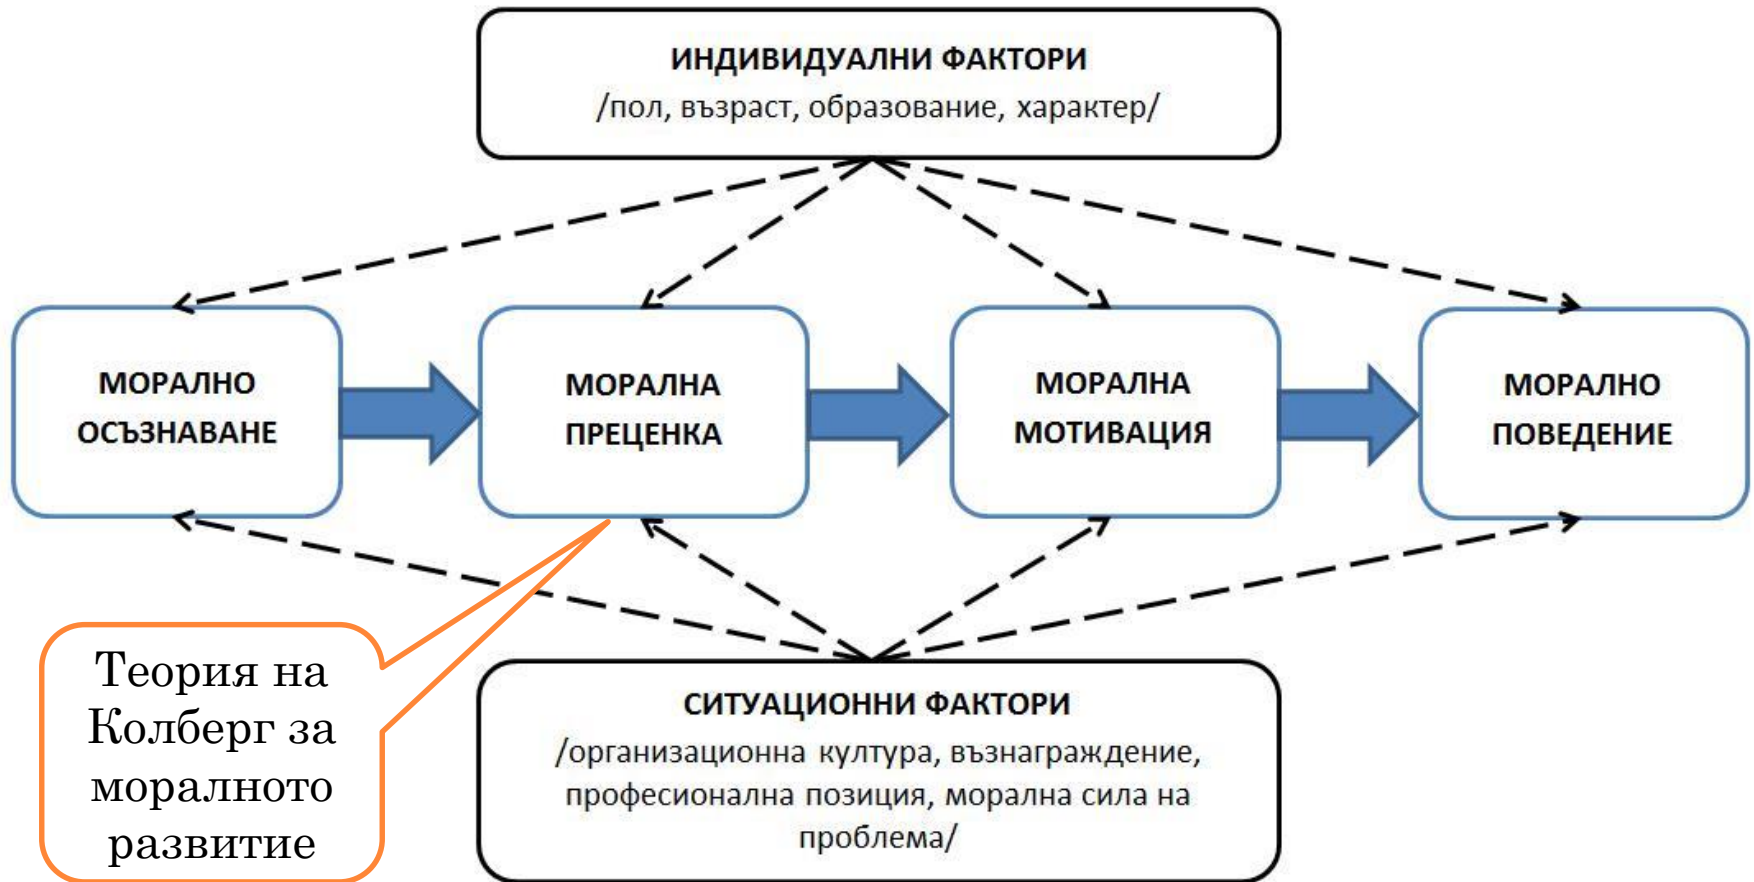 ИНДИВИДУАЛНИ ФАКТОРИ
/пол, възраст, образование, характер/
МОРАЛНО
ОСЪЗНАВАНЕ
МОРАЛНА
ПРЕЦЕНКА
МОРАЛНА
МОТИВАЦИЯ
МОРАЛНО
ПОВЕДЕНИЕ
Теория на
Колберг за
моралното
развитие
СИТУАЦИОННИ ФАКТОРИ
/организационна култура, възнаграждение,
професионална позиция, морална сила на
проблема/